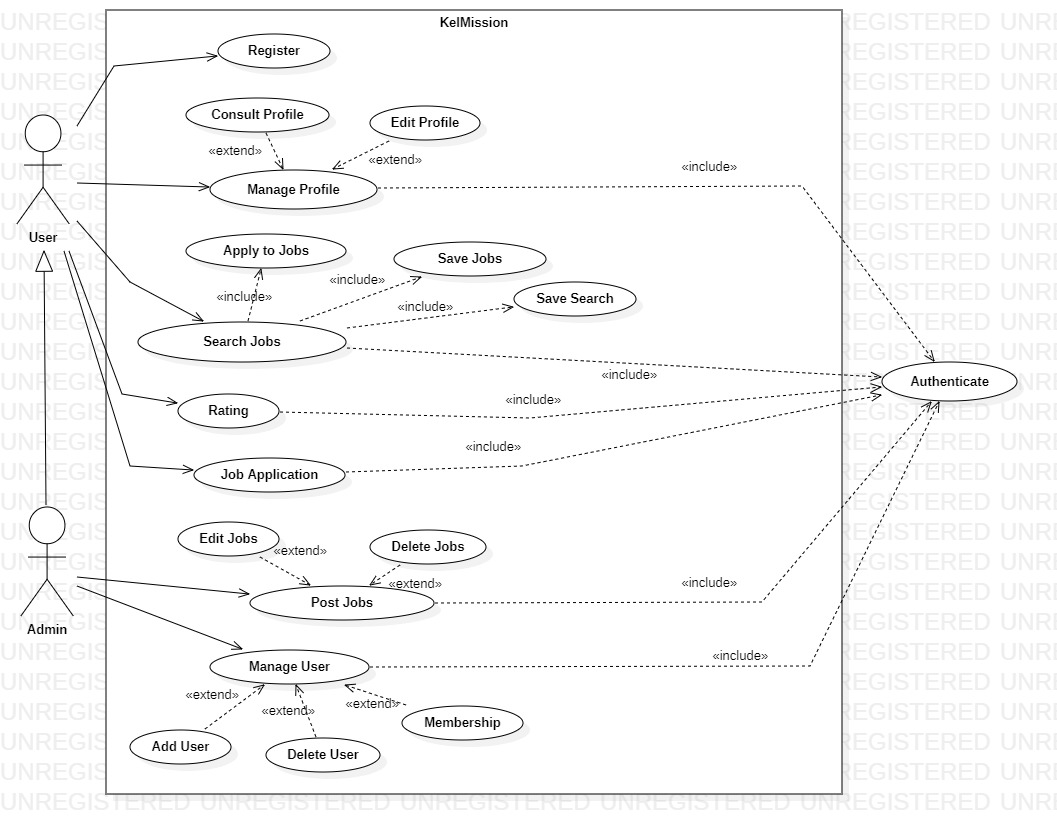 KelMission
Register
Consult Profile
Edit Profile
«extend»
«extend»
«include»
Manage Profile
User
Apply to Jobs
Save Jobs
«include»
«include»
Save Search
«include»
Search Jobs
«include»
Authenticate
Rating
«include»
«include»
Job Application
Edit Jobs
Delete Jobs
«extend»
«extend»
«include»
Post Jobs
Admin
Manage User
«include»
«extend»
«extend»
«extend»
Membership
Add User
Delete User
UNREGISTERED UNREGISTERED UNREGISTERED UNREGISTERED UNREGISTERED UNRE